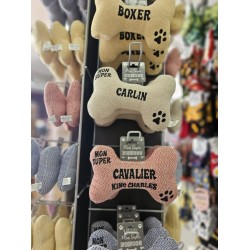 BOXER
CARLIN
MON
SUPER
CAVALIER
KING CHARLES
MON
SUPER